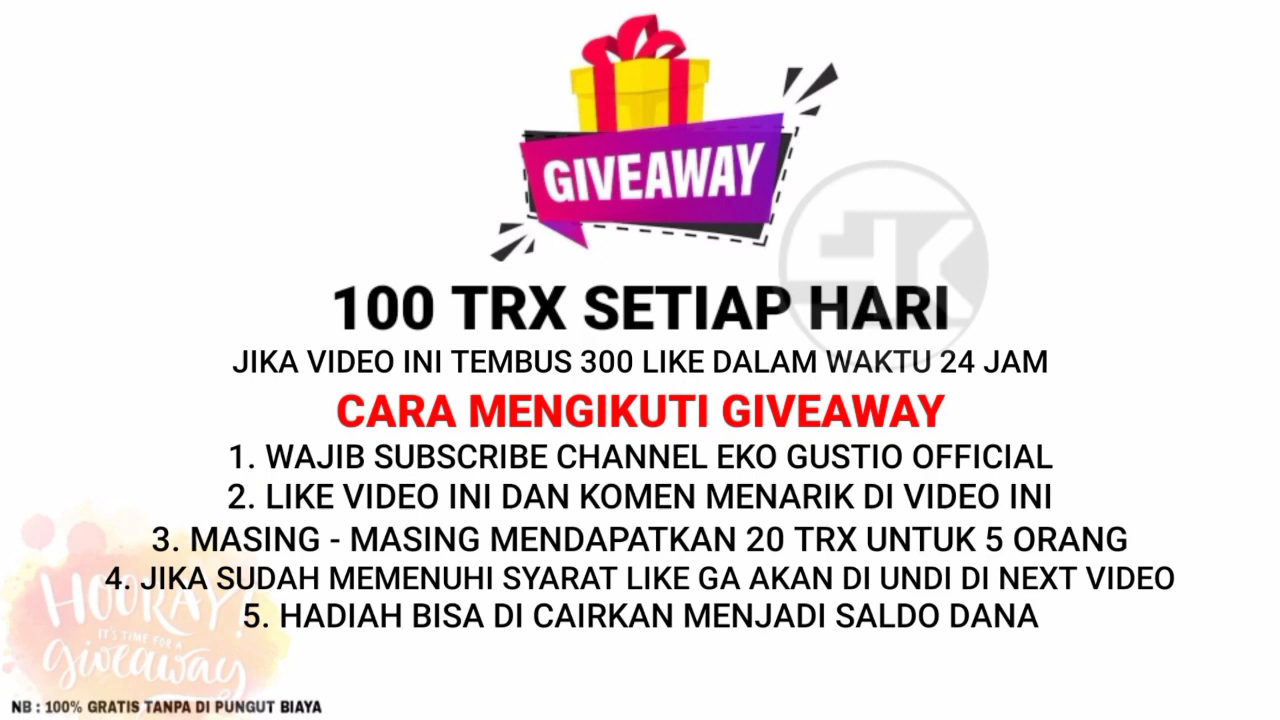 GIVEAWAY
100 TRX SETIAP HARI
JIKA VIDEO INI TEMBUS 300 LIKE DALAM WAKTU 24 JAM
CARA MENGIKUTI GIVEAWAY
1. WAJIB SUBSCRIBE CHANNEL EKO GUSTIO OFFICIAL
2. LIKE VIDEO INI DAN KOMEN MENARIK DI VIDEO INI
3. MASING - MASING MENDAPATKAN 20 TRX UNTUK 5 ORANG
4. JIKA SUDAH MEMENUHI SYARAT LIKE GA AKAN DI UNDI DI NEXT VIDEO
5. HADIAH BISA DI CAIRKAN MENJADI SALDO DANA
HOORAY!
IT'S TIME FOR A
giveaway
NB : 100% GRATIS TANPA DI PUNGUT BIAYA